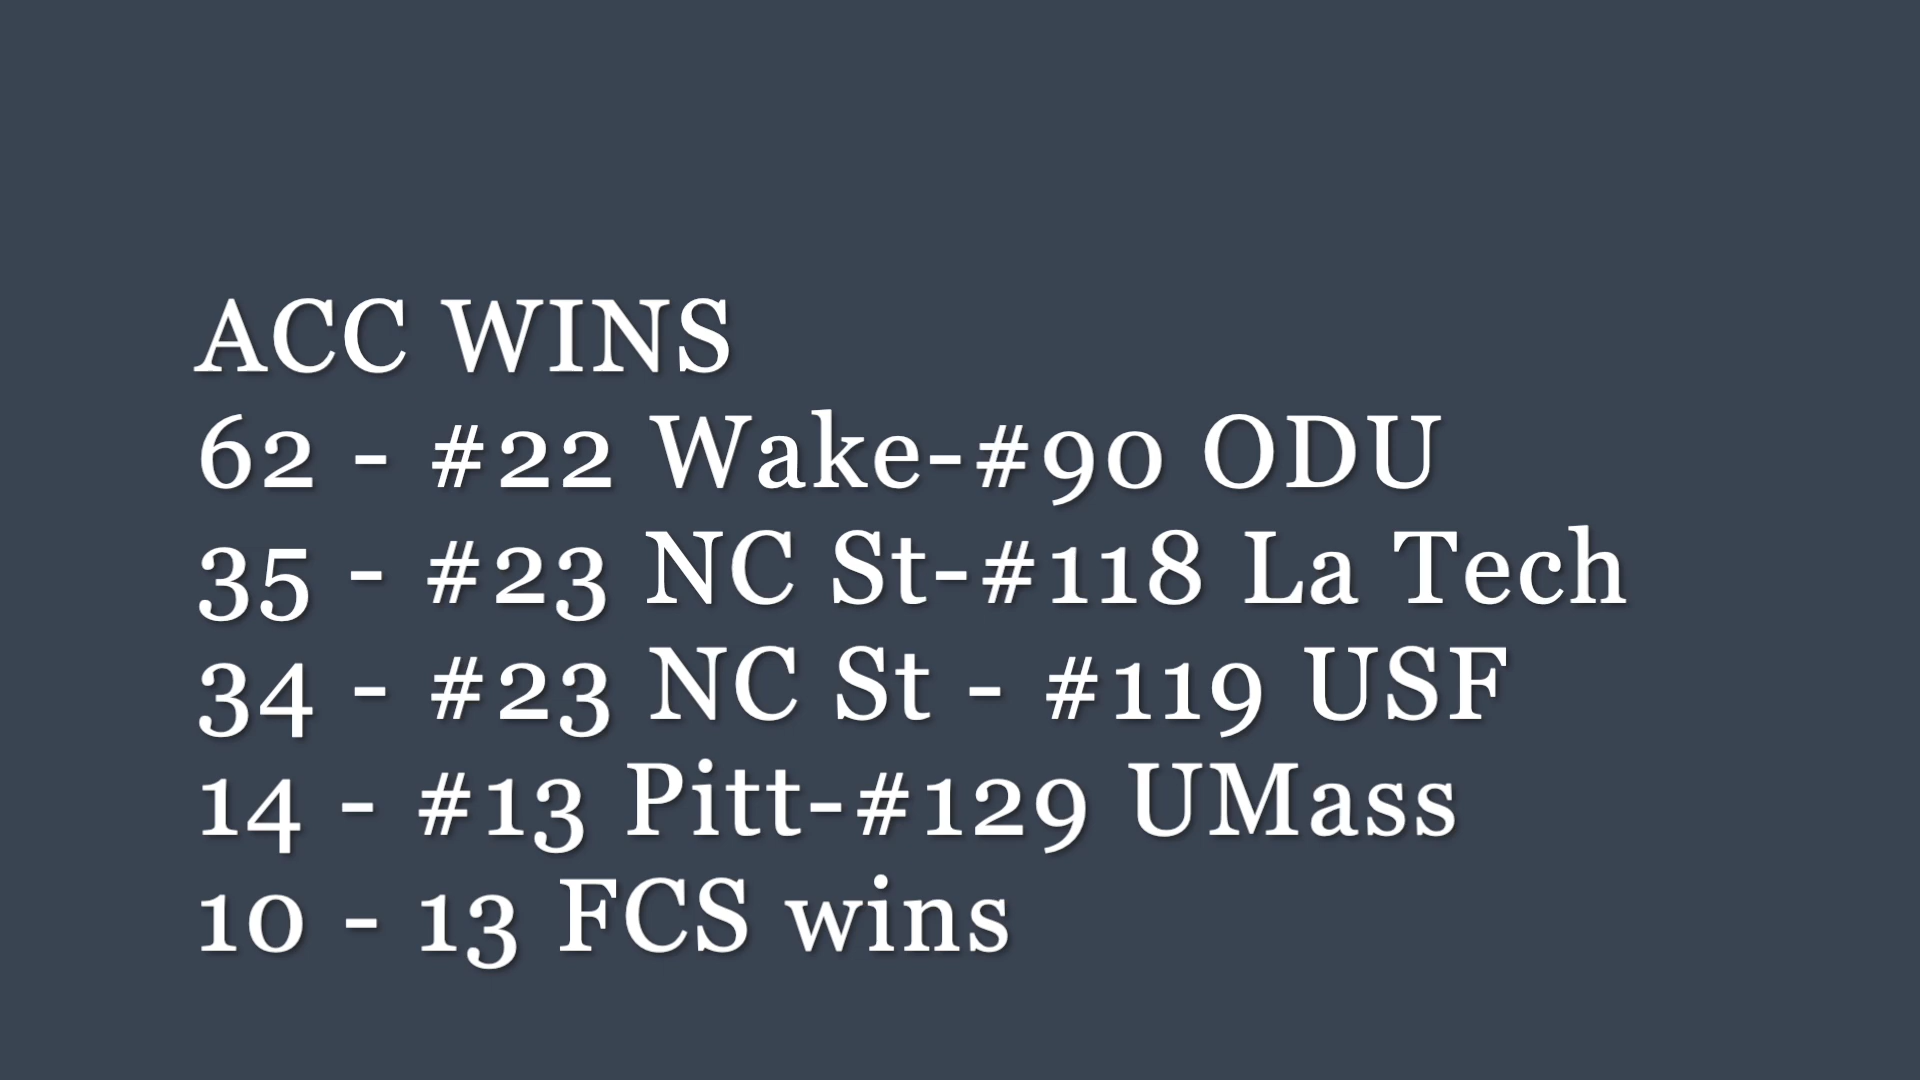 ACC WINS
62 - #22 Wake-#90 ODU
35 - #23 NC St-#118 La Tech
34 - #23 NC St - #119 USF
14 - #13 Pitt-#129 UMass
10 - 13 FCS wins